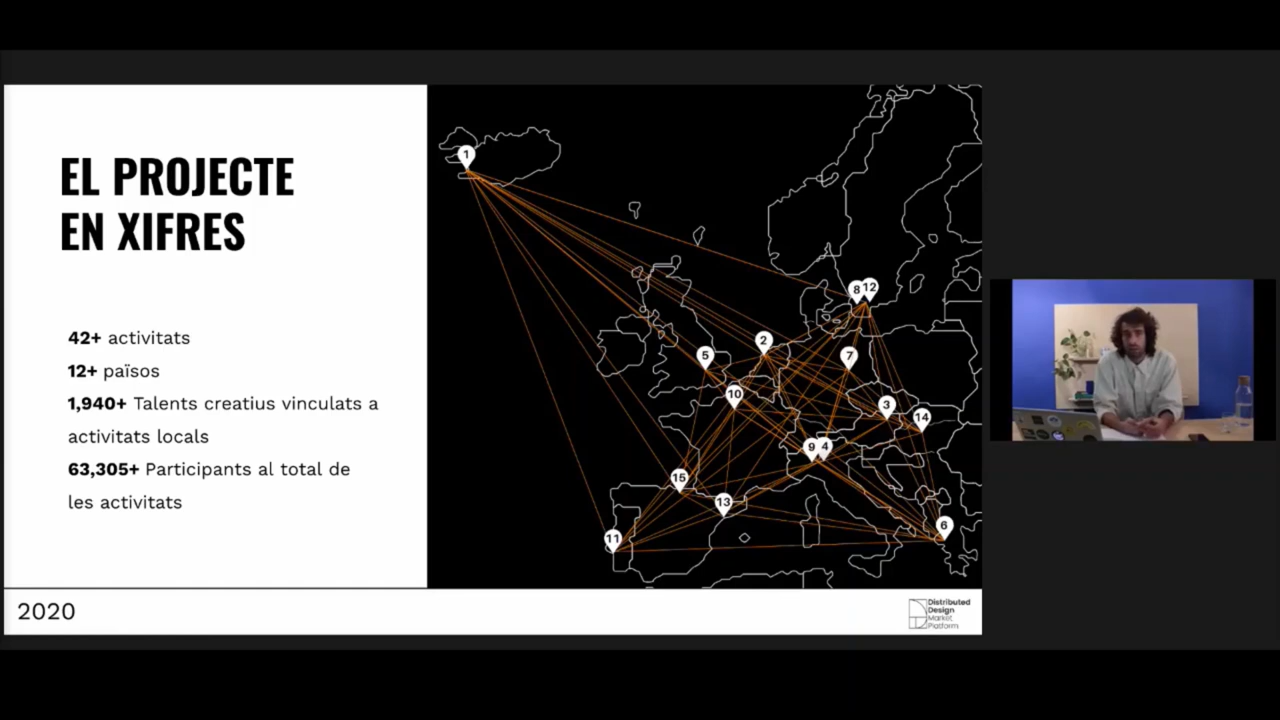 EL PROJECTE
EN XIFRES
42+ activitats
12+ països
1,940+ Talents creatius vinculats a
activitats locals
63,305+ Participants al total de
les activitats
1
8 12
2
5
7
10
3
14
9 4
15
13
6
11
2020
Distributed
Design
Market
Platform